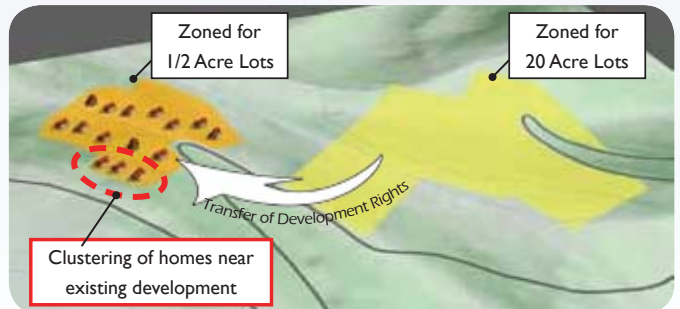 Zoned for
1/2 Acre Lots
Zoned for
20 Acre Lots
Transfer of Development Rights
Clustering of homes near
existing development